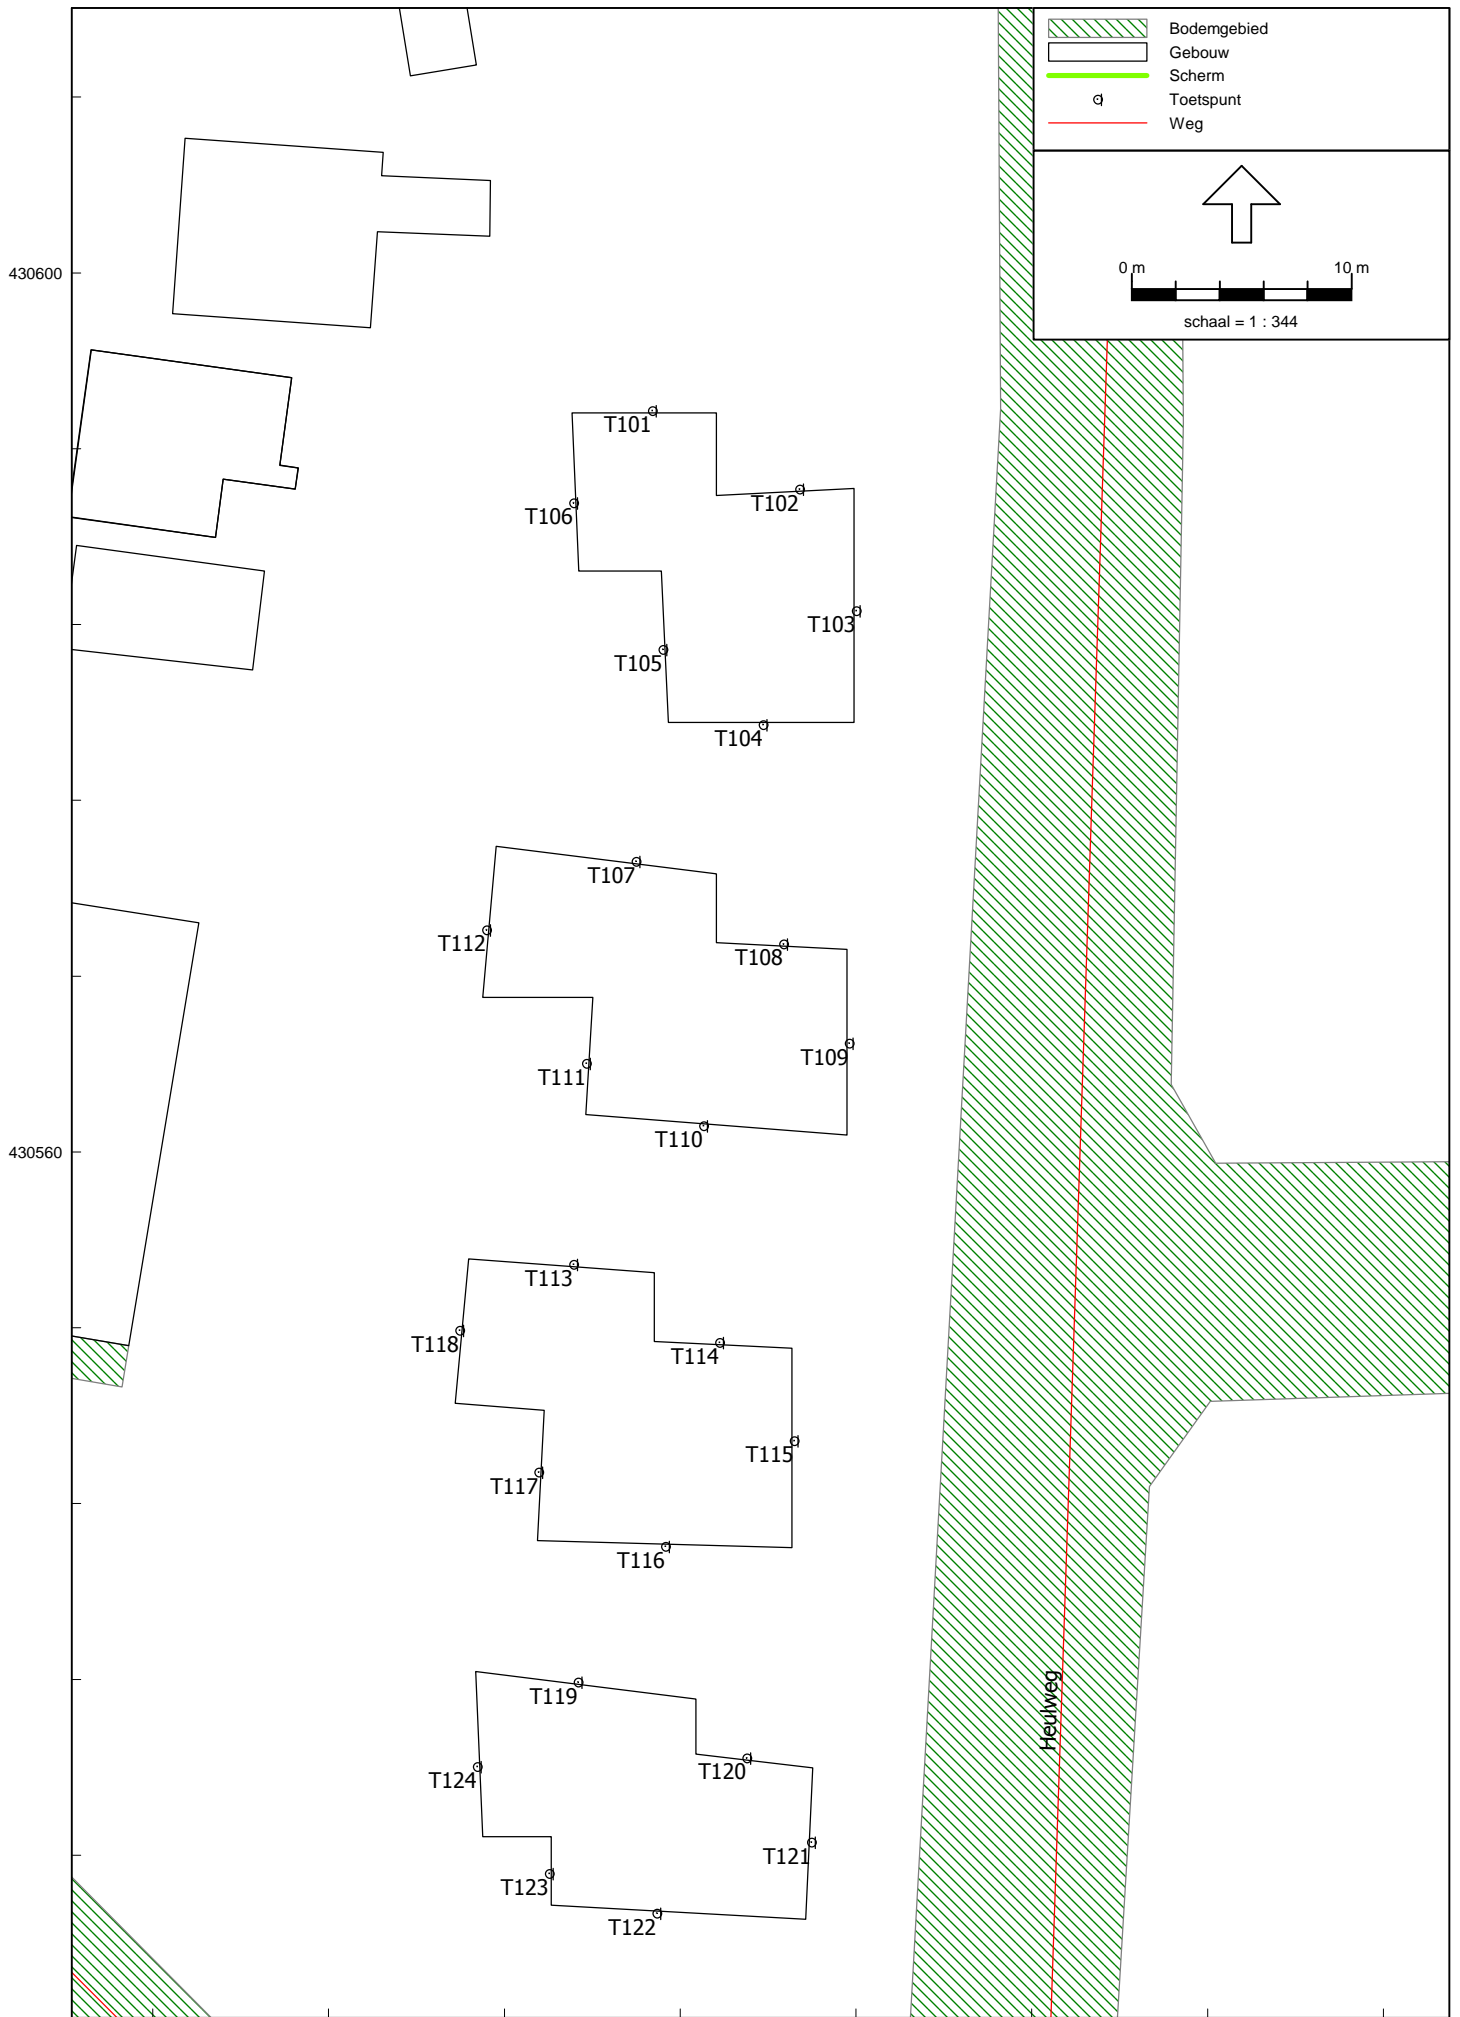 Bodemgebied
Gebouw
Scherm
Toetspunt
Weg
0 m 10 m
schaal = 1 : 344
430600
T101
T102
T106
T103
T105
T104
T107
T112
T108
T109
T111
T110
430560
T113
T118
T114
T115
T117
T116
Heulweg
T119
T120
T124
T121
T123
T122